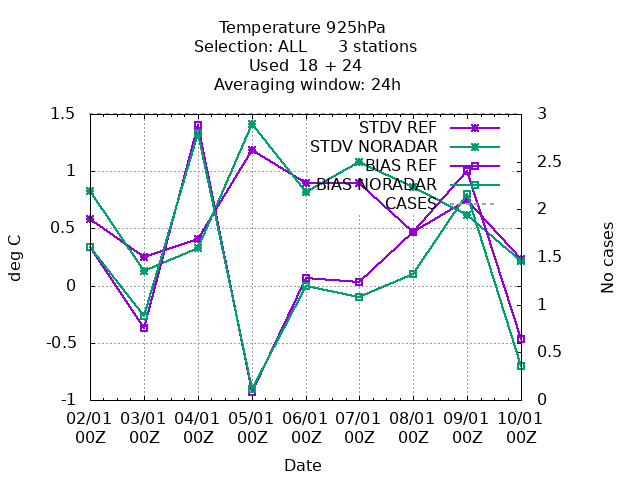 Temperature 925hPa
Selection: ALL      3 stations
Used  18 + 24
Averaging window: 24h
1.5
1
0.5
0
-0.5
-1
3
2.5
2
1.5
1
0.5
0
deg C
No cases
STDV REF
STDV NORADAR
BIAS REF
BIAS NORADAR
CASES
02/01 03/01 04/01 05/01 06/01 07/01 08/01 09/01 10/01
00Z 00Z 00Z 00Z 00Z 00Z 00Z 00Z 00Z
Date